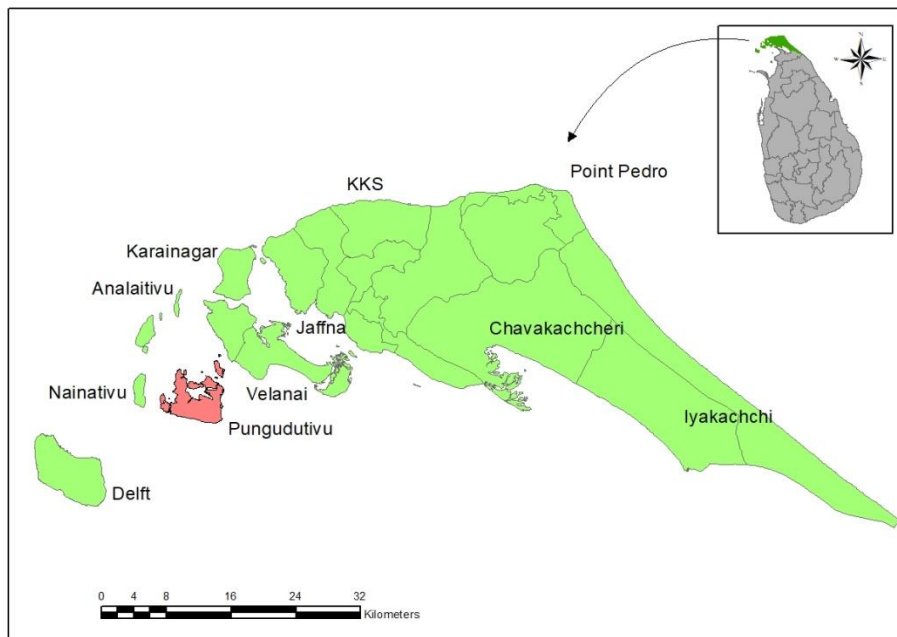 N
W
E
Point Pedro
KKS
Karainagar
Analaitivu
Jaffna
Chavakachcheri
Nainativu
Velanai
Iyakachchi
Pungudutivu
Delft
0 4 8 16 24 32
Kilometers